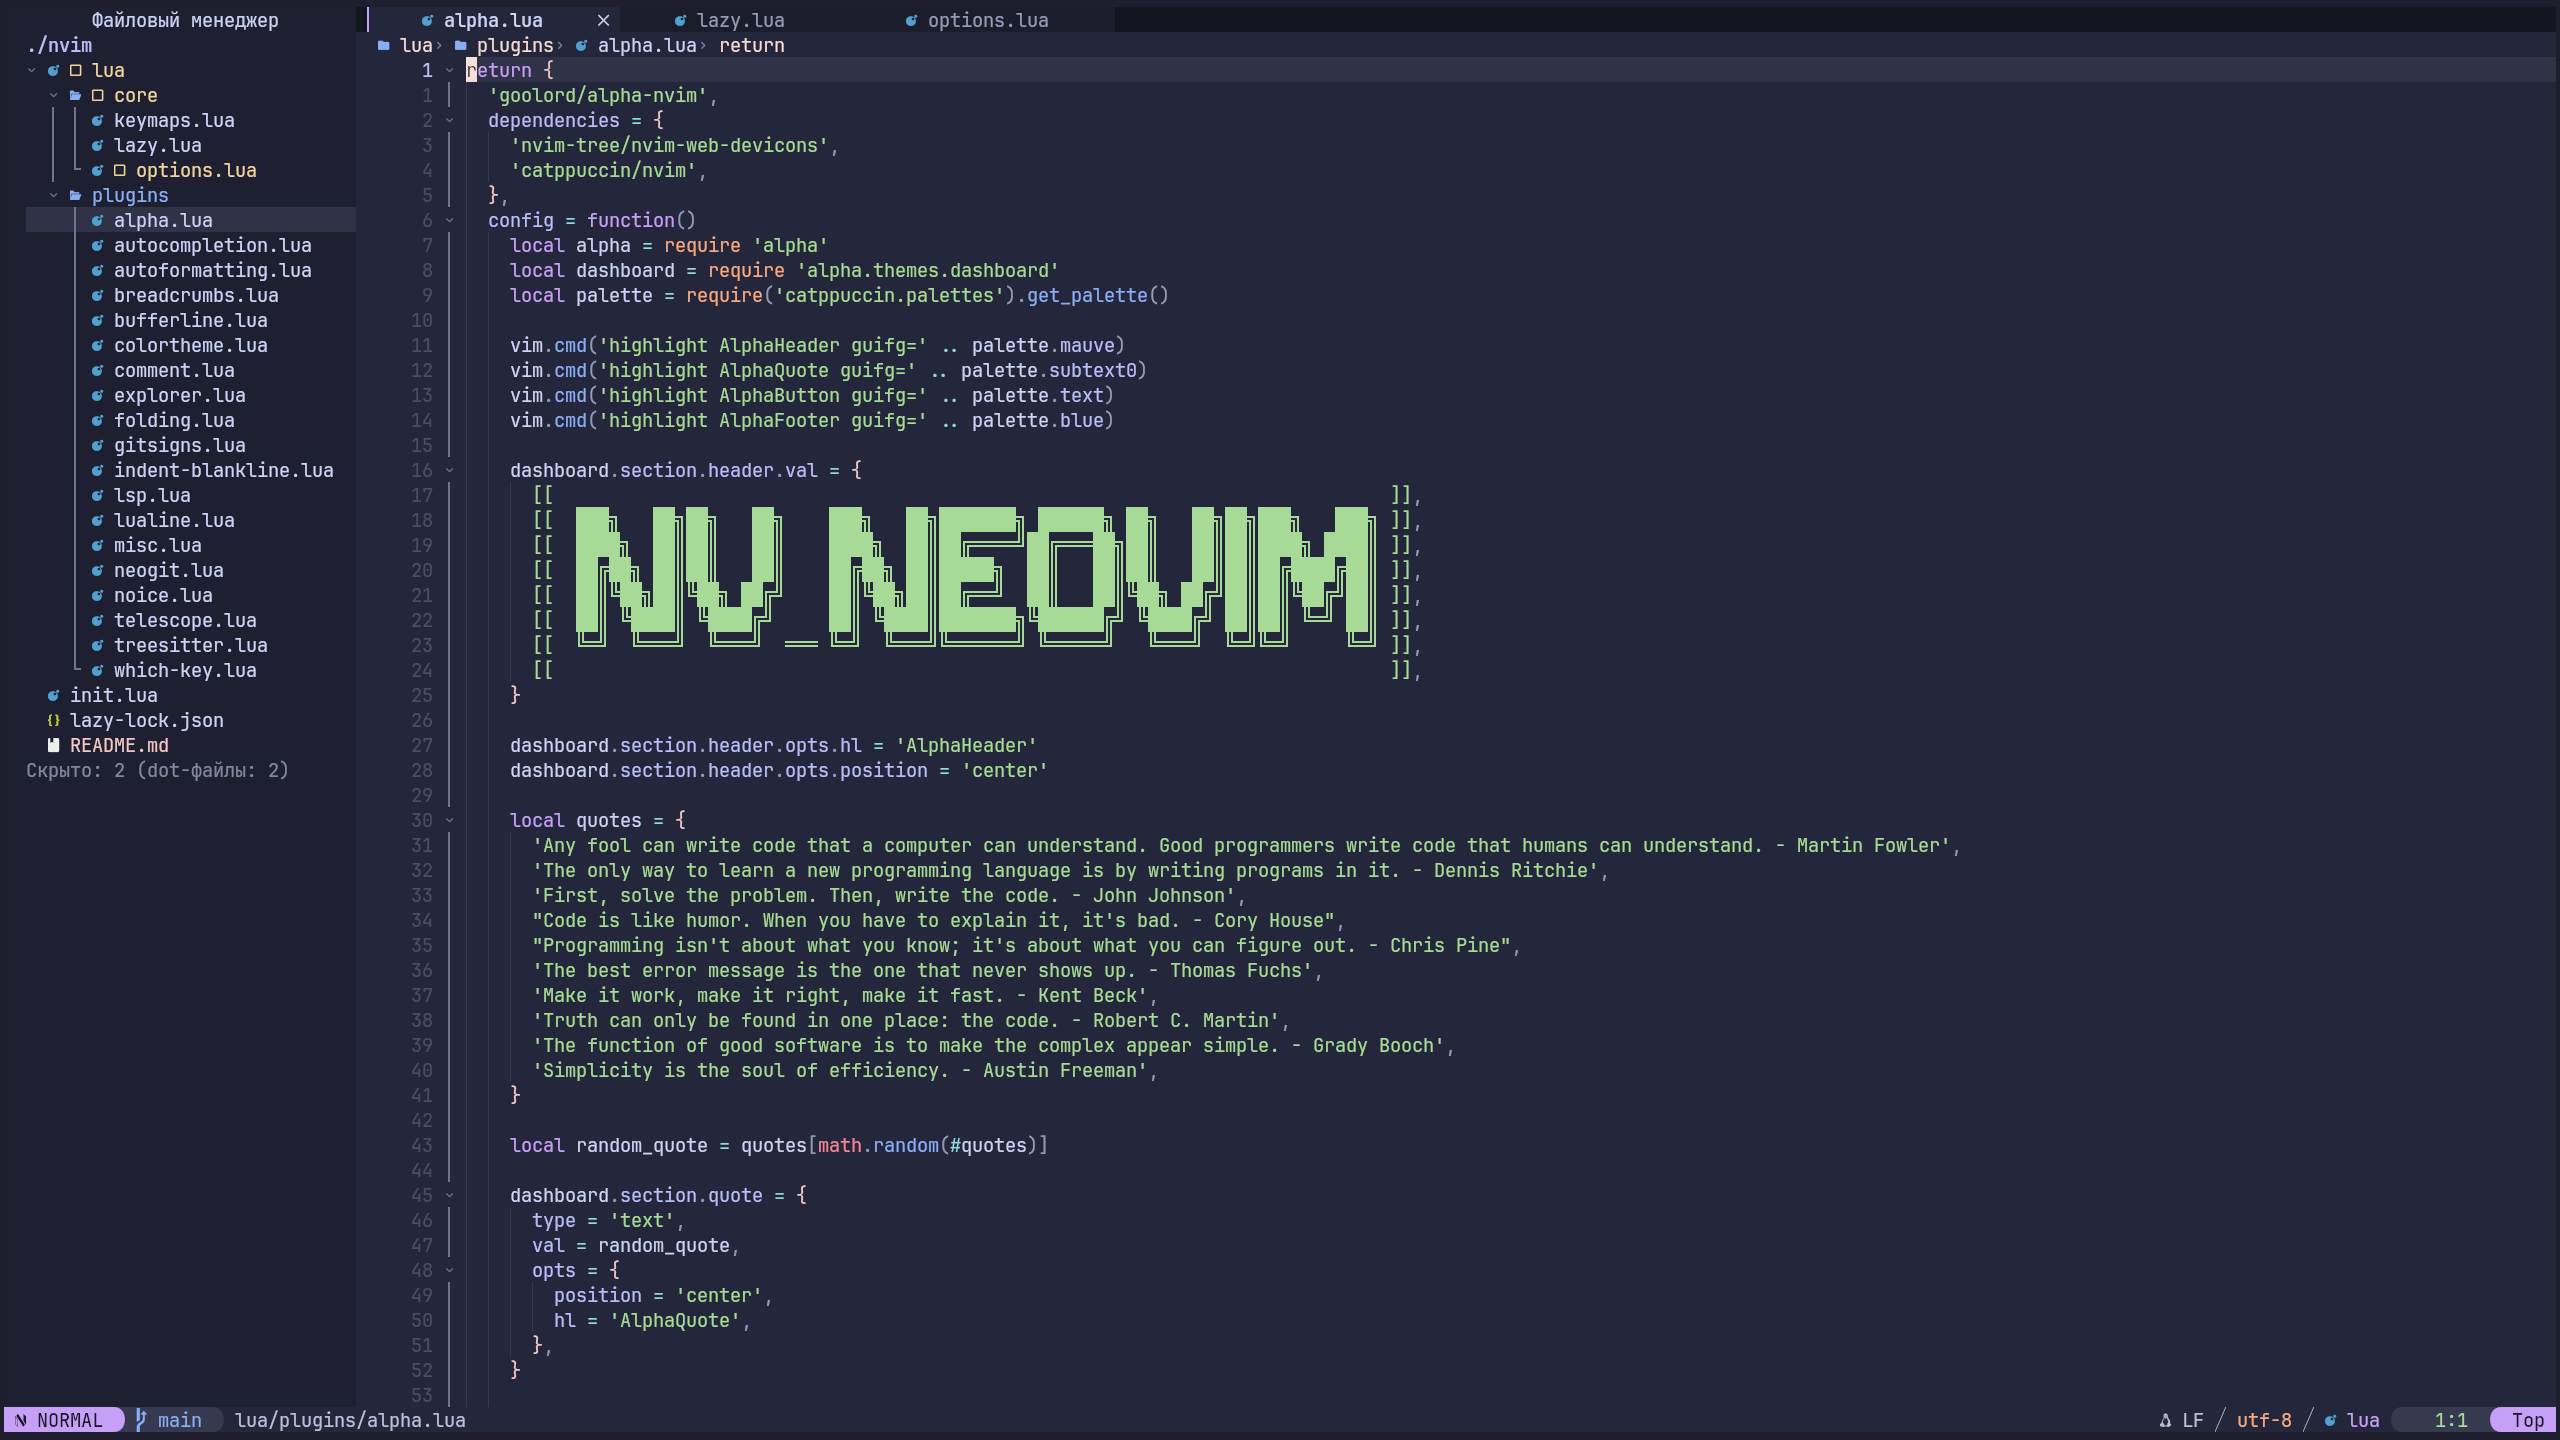 Файловый менеджер
./nvim
lua
core
keymaps.lua
lazy.lua
options.lua
plugins
alpha.lua
autocompletion.lua
autoformatting.lua
breadcrumbs.lua
bufferline.lua
colortheme.lua
comment.lua
explorer.lua
folding.lua
gitsigns.lua
indent-blankline.lua
lsp.lua
lualine.lua
misc.lua
neogit.lua
noice.lua
telescope.lua
treesitter.lua
which-key.lua
init.lua
lazy-lock.json
README.md
Скрыто: 2 (dot-файлы: 2)
alpha.lua lazy.lua options.lua
lua › plugins › alpha.lua › return
1 return {
1 'goolord/alpha-nvim',
2 dependencies = {
3 'nvim-tree/nvim-web-devicons',
4 'catppuccin/nvim',
5 },
6 config = function()
7 local alpha = require 'alpha'
8 local dashboard = require 'alpha.themes.dashboard'
9 local palette = require('catppuccin.palettes').get_palette()
10
11 vim.cmd('highlight AlphaHeader guifg=' .. palette.mauve)
12 vim.cmd('highlight AlphaQuote guifg=' .. palette.subtext0)
13 vim.cmd('highlight AlphaButton guifg=' .. palette.text)
14 vim.cmd('highlight AlphaFooter guifg=' .. palette.blue)
15
16 dashboard.section.header.val = {
17 [[ ]],
18 [[ ]],
19 [[ ]],
20 [[ NV_NEOVIM ]],
21 [[ ]],
22 [[ ]],
23 [[ ]],
24 [[ ]],
25 }
26
27 dashboard.section.header.opts.hl = 'AlphaHeader'
28 dashboard.section.header.opts.position = 'center'
29
30 local quotes = {
31 'Any fool can write code that a computer can understand. Good programmers write code that humans can understand. - Martin Fowler',
32 'The only way to learn a new programming language is by writing programs in it. - Dennis Ritchie',
33 'First, solve the problem. Then, write the code. - John Johnson',
34 "Code is like humor. When you have to explain it, it's bad. - Cory House",
35 "Programming isn't about what you know; it's about what you can figure out. - Chris Pine",
36 'The best error message is the one that never shows up. - Thomas Fuchs',
37 'Make it work, make it right, make it fast. - Kent Beck',
38 'Truth can only be found in one place: the code. - Robert C. Martin',
39 'The function of good software is to make the complex appear simple. - Grady Booch',
40 'Simplicity is the soul of efficiency. - Austin Freeman',
41 }
42
43 local random_quote = quotes[math.random(#quotes)]
44
45 dashboard.section.quote = {
46 type = 'text',
47 val = random_quote,
48 opts = {
49 position = 'center',
50 hl = 'AlphaQuote',
51 },
52 }
53
NORMAL main lua/plugins/alpha.lua LF / utf-8 / lua 1:1 Top